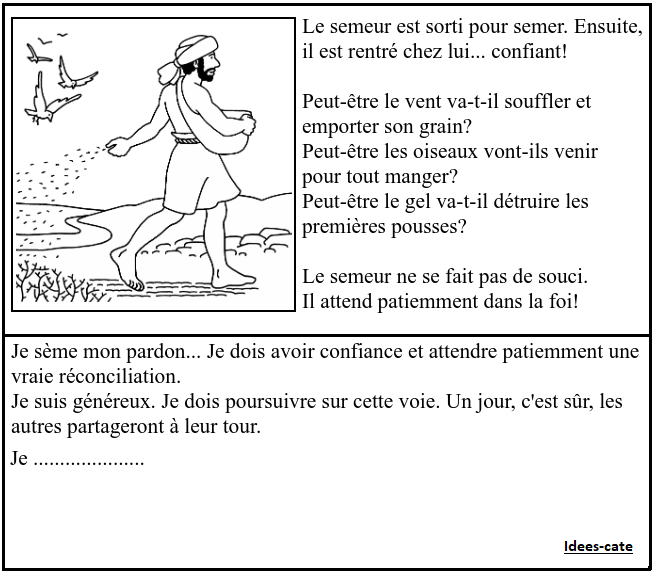 Le semeur est sorti pour semer. Ensuite,
il est rentré chez lui... confiant!
Peut-être le vent va-t-il souffler et
emporter son grain?
Peut-être les oiseaux vont-ils venir
pour tout manger?
Peut-être le gel va-t-il détruire les
premières pousses?
Le semeur ne se fait pas de souci.
Il attend patiemment dans la foi!
Je sème mon pardon... Je dois avoir confiance et attendre patiemment une
vraie réconciliation.
Je suis généreux. Je dois poursuivre sur cette voie. Un jour, c'est sûr, les
autres partageront à leur tour.
Je .....................
Idees-cate